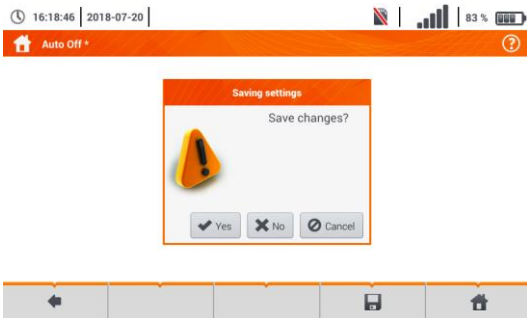 16:18:46 2018-07-20 83 %
Auto Off *
Saving settings
Save changes?
Yes No Cancel